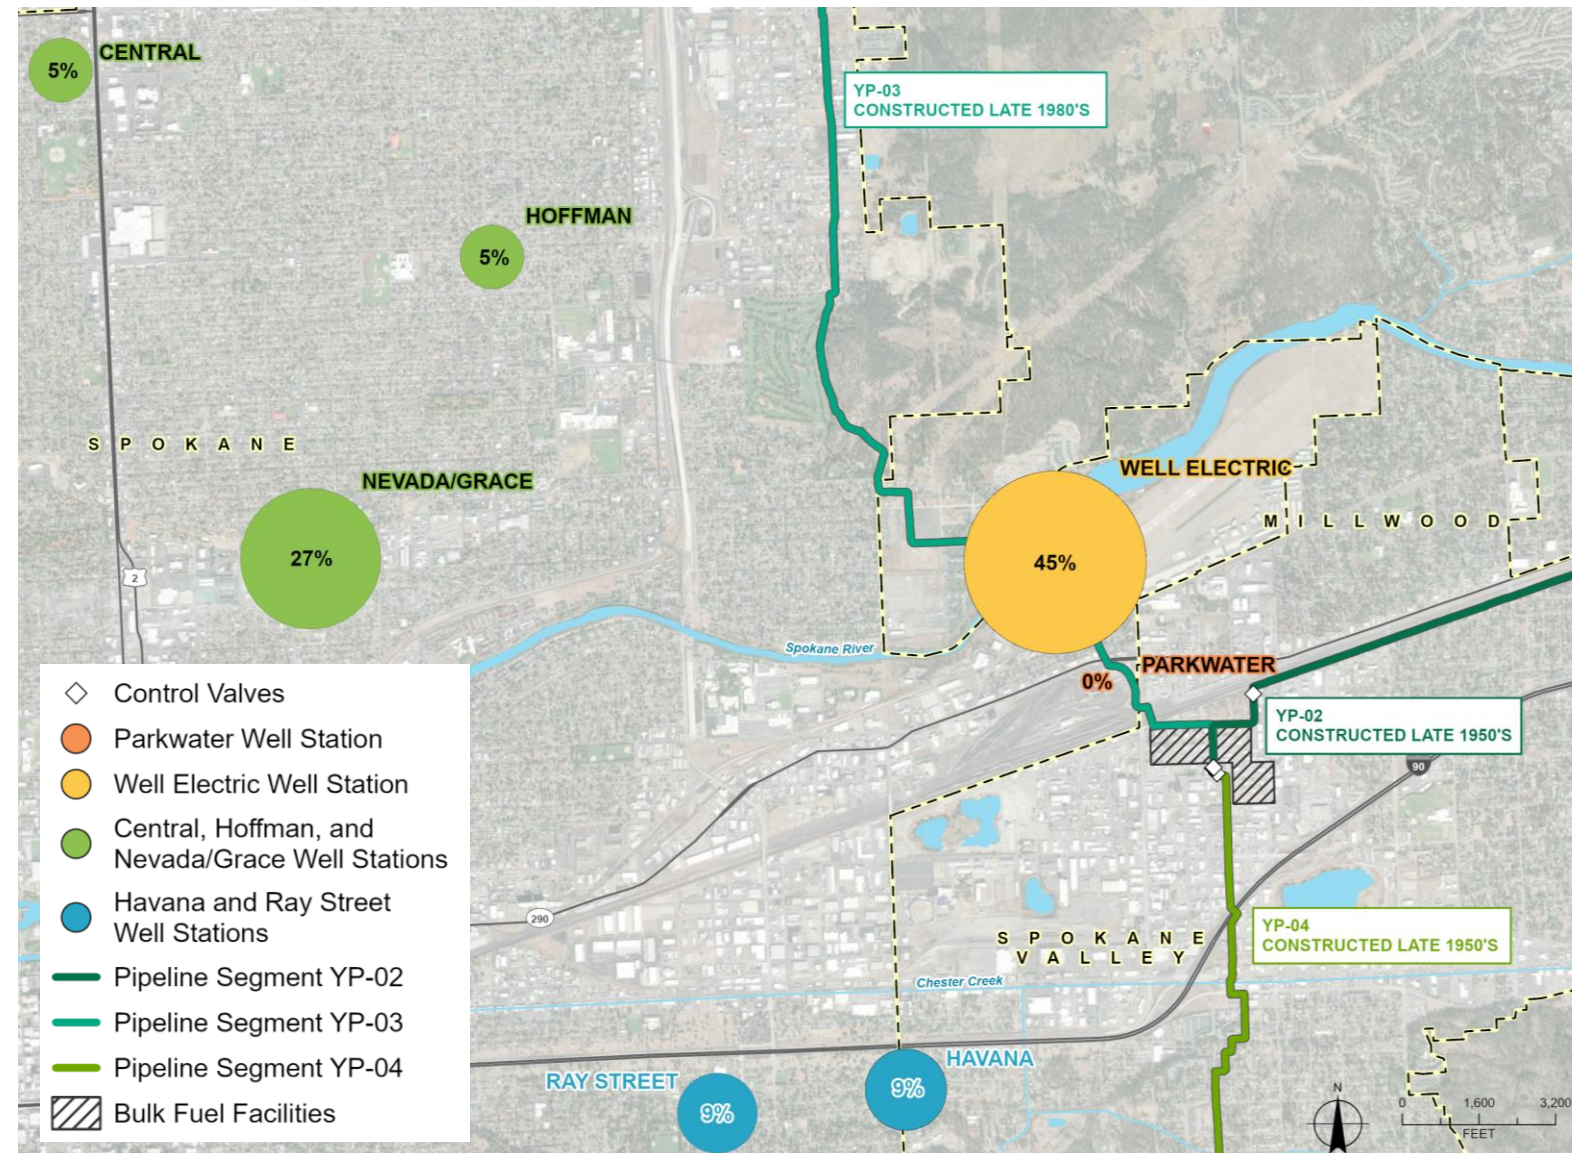 CENTRAL
5%
YP-03
CONSTRUCTED LATE 1980'S
HOFFMAN
5%
SPOKANE
NEVADA/GRACE
27%
2
WELL ELECTRIC
45%
MILLWOOD
Spokane River
PARKWATER
0%
YP-02
CONSTRUCTED LATE 1950'S
90
290
YP-04
CONSTRUCTED LATE 1950'S
SPOKANE
VALLEY
Chester Creek
HAVANA
9%
RAY STREET
9%
Control Valves
Parkwater Well Station
Well Electric Well Station
Central, Hoffman, and
Nevada/Grace Well Stations
Havana and Ray Street
Well Stations
Pipeline Segment YP-02
Pipeline Segment YP-03
Pipeline Segment YP-04
Bulk Fuel Facilities
N
0 1,600 3,200
FEET